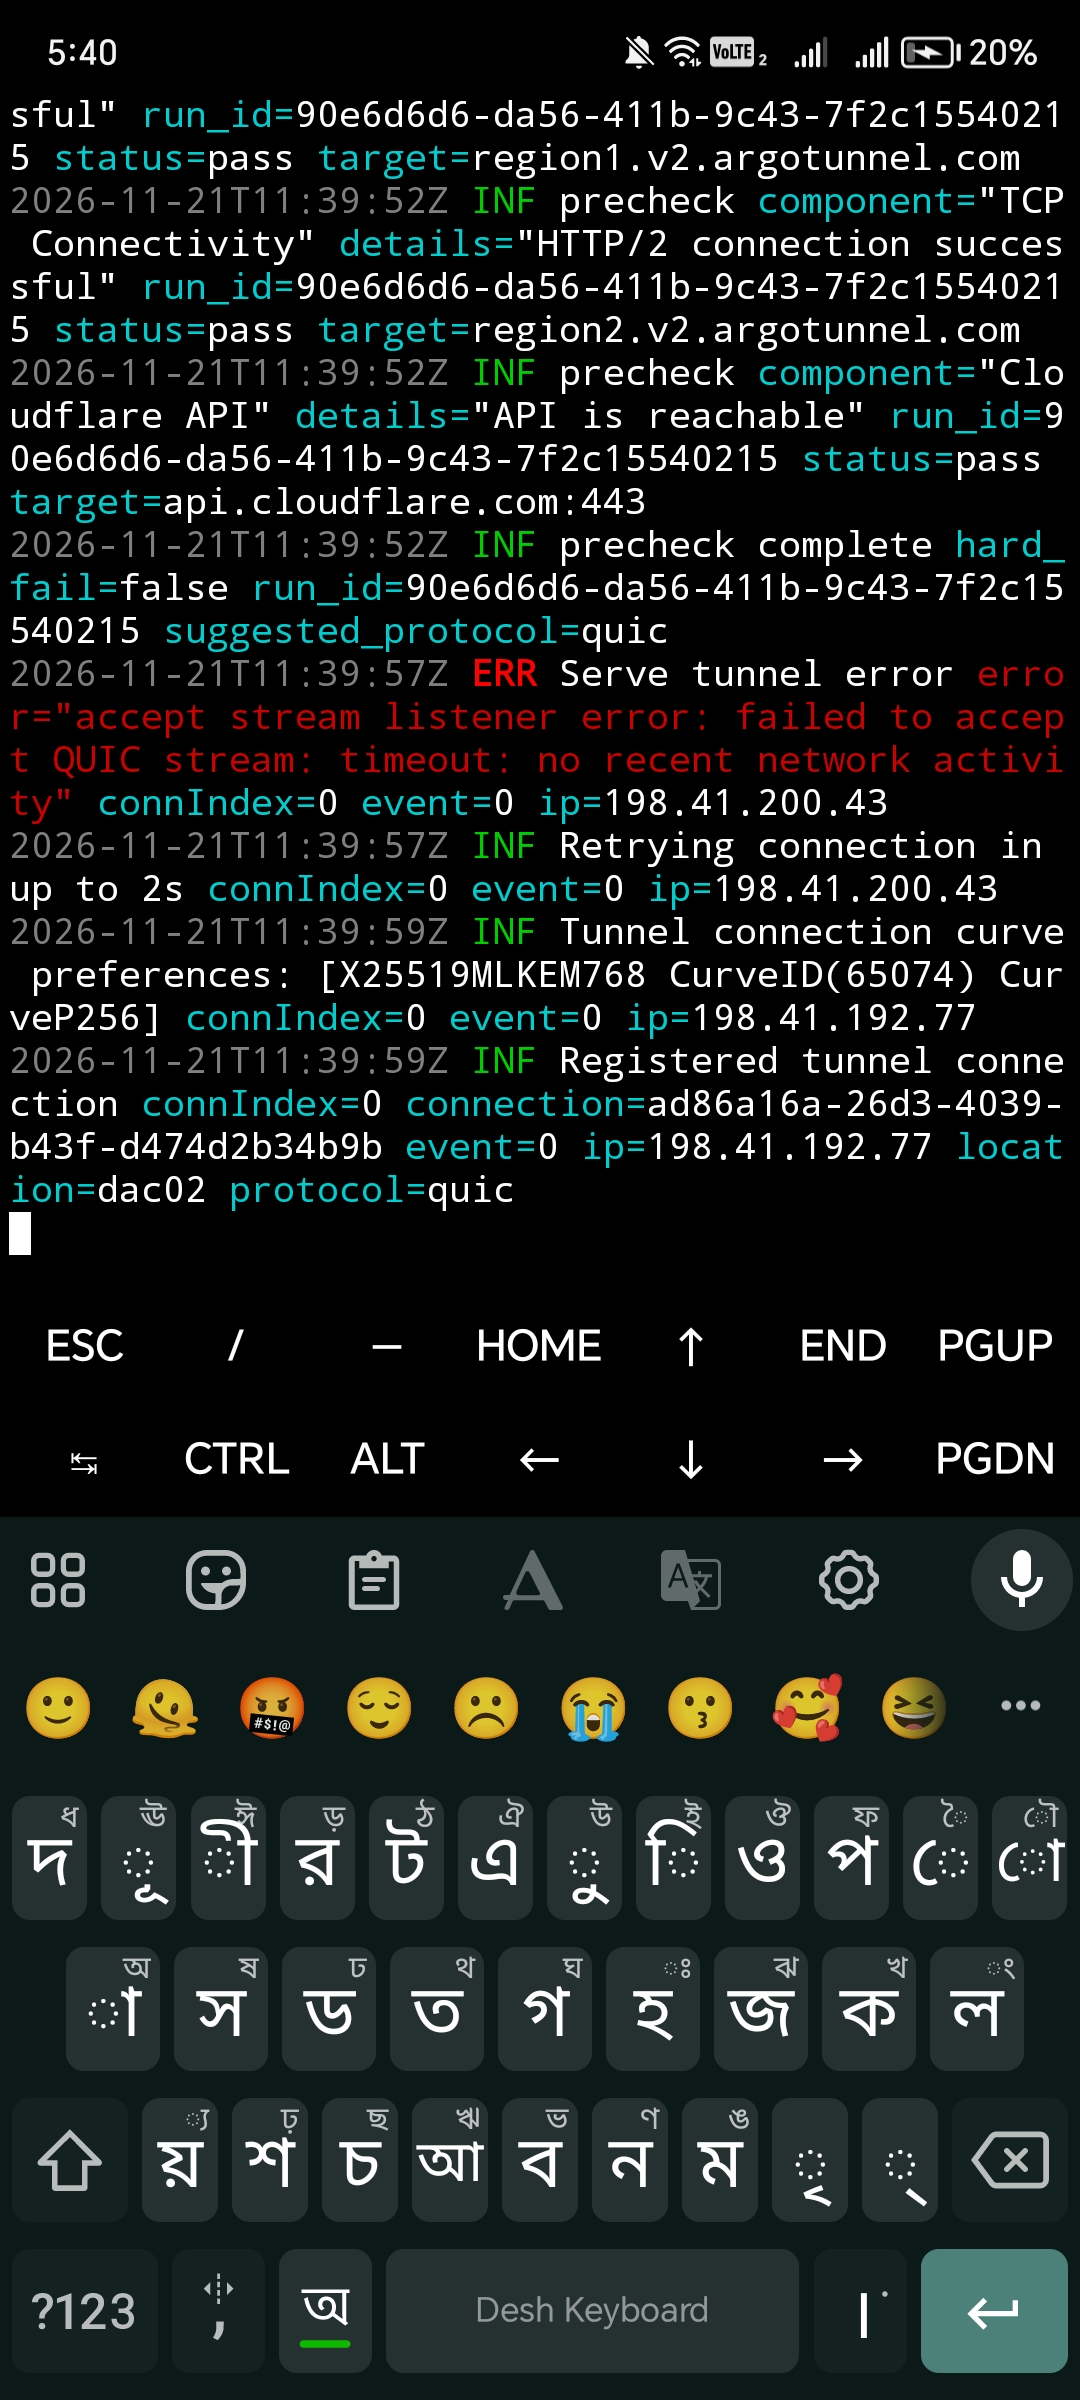 5:40 VoLTE 2 20%
sful" run_id=90e6d6d6-da56-411b-9c43-7f2c1554021
5 status=pass target=region1.v2.argotunnel.com
2026-11-21T11:39:52Z INF precheck component="TCP
 Connectivity" details="HTTP/2 connection succes
sful" run_id=90e6d6d6-da56-411b-9c43-7f2c1554021
5 status=pass target=region2.v2.argotunnel.com
2026-11-21T11:39:52Z INF precheck component="Clo
udflare API" details="API is reachable" run_id=9
0e6d6d6-da56-411b-9c43-7f2c15540215 status=pass
target=api.cloudflare.com:443
2026-11-21T11:39:52Z INF precheck complete hard_
fail=false run_id=90e6d6d6-da56-411b-9c43-7f2c15
540215 suggested_protocol=quic
2026-11-21T11:39:57Z ERR Serve tunnel error erro
r="accept stream listener error: failed to accep
t QUIC stream: timeout: no recent network activi
ty" connIndex=0 event=0 ip=198.41.200.43
2026-11-21T11:39:57Z INF Retrying connection in
up to 2s connIndex=0 event=0 ip=198.41.200.43
2026-11-21T11:39:59Z INF Tunnel connection curve
 preferences: [X25519MLKEM768 CurveID(65074) Cur
veP256] connIndex=0 event=0 ip=198.41.192.77
2026-11-21T11:39:59Z INF Registered tunnel conne
ction connIndex=0 connection=ad86a16a-26d3-4039-
b43f-d474d2b34b9b event=0 ip=198.41.192.77 locat
ion=dac02 protocol=quic
ESC / — HOME ↑ END PGUP
↹ CTRL ALT ← ↓ → PGDN
#$!@
ধ ঊ ঈ ড় ঠ ঐ উ ই ঔ ফ ৈ ৌ
দ ূ ী র ট এ ু ি ও প ে ো
অ ষ ঢ থ ঘ ঃ ঝ খ ং
া স ড ত গ হ জ ক ল
্য ঢ় ছ ঋ ভ ণ ঙ
য় শ চ আ ব ন ম ৃ ্
?123 , অ Desh Keyboard ।